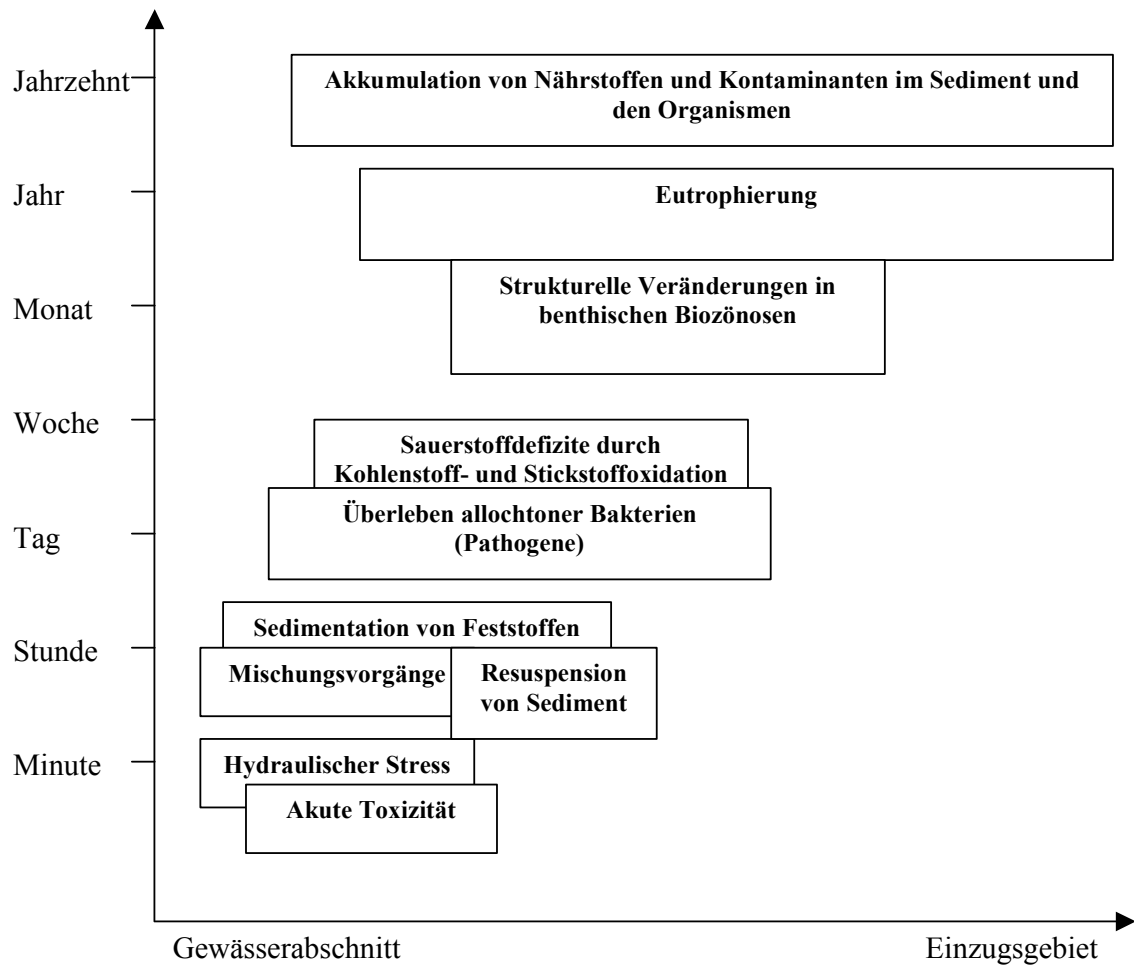 Jahrzehnt
Akkumulation von Nährstoffen und Kontaminanten im Sediment und
den Organismen
Jahr
Eutrophierung
Monat
Strukturelle Veränderungen in
benthischen Biozönosen
Woche
Sauerstoffdefizite durch
Kohlenstoff- und Stickstoffoxidation
Tag
Überleben allochtoner Bakterien
(Pathogene)
Stunde
Sedimentation von Feststoffen
Mischungsvorgänge
Resuspension
von Sediment
Minute
Hydraulischer Stress
Akute Toxizität
Gewässerabschnitt
Einzugsgebiet